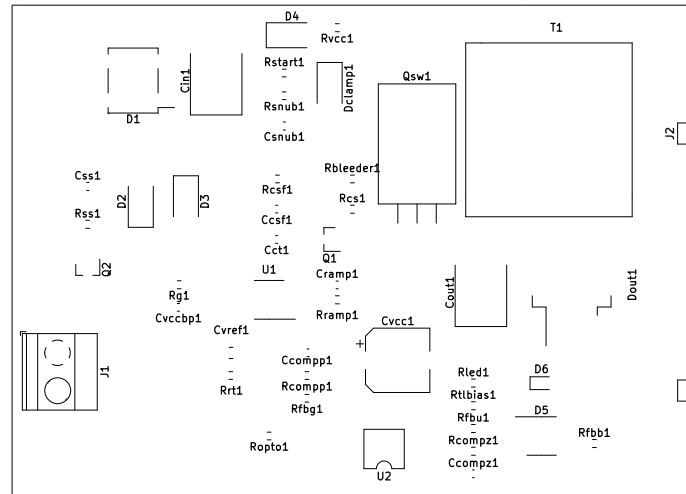 D4
Rvcc1
T1
Rstart1
Cin1
Qsw1
Dclamp1
Rsnub1
D1
Csnub1
J2
Css1
Rcsf1
Rbleeder1
D2
D3
Rcs1
Rss1
Ccsf1
Cct1
Q1
Q2
U1
Cramp1
Cout1
Dout1
Rg1
Cvccbp1
Rramp1
Cvref1
Cvcc1
+
J1
Ccompp1
Rled1
D6
Rrt1
Rcompp1
Rtlbias1
Rfbg1
D5
Rfbu1
Ropto1
Rcompz1
Rfbb1
Ccompz1
U2